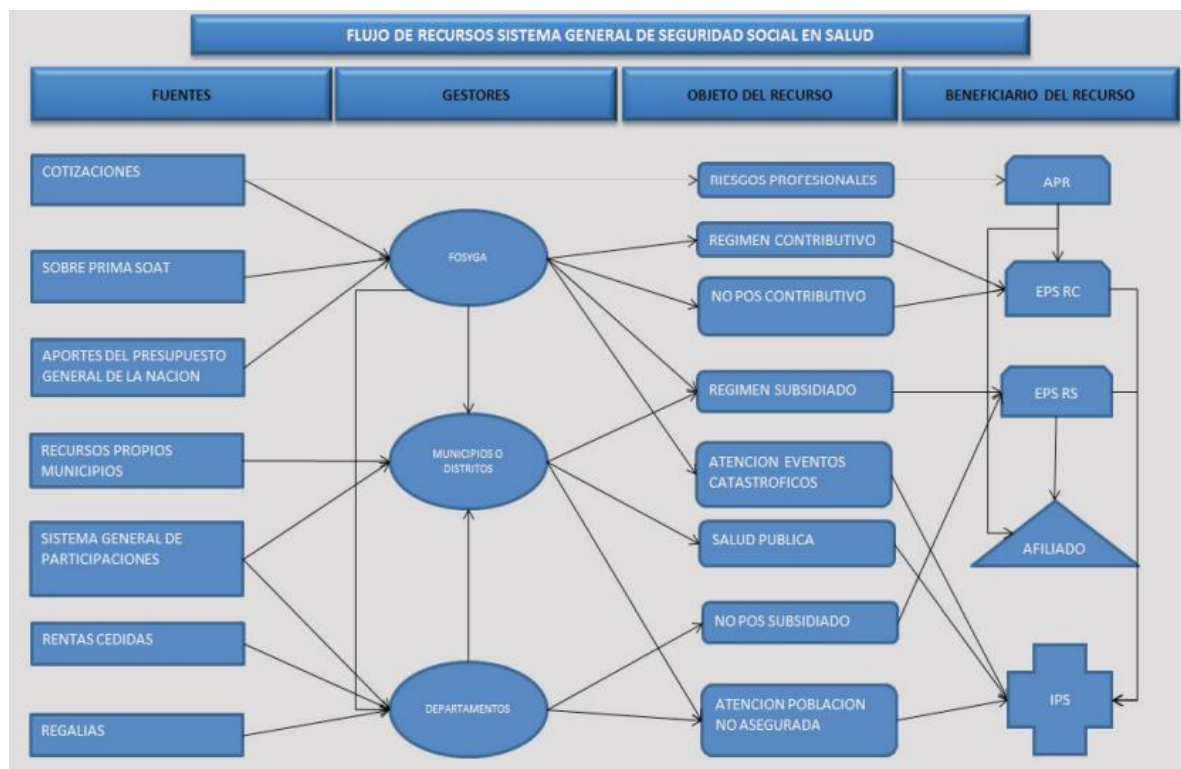 FLUJO DE RECURSOS SISTEMA GENERAL DE SEGURIDAD SOCIAL EN SALUD
FUENTES
GESTORES
OBJETO DEL RECURSO
BENEFICIARIO DEL RECURSO
COTIZACIONES
SOBRE PRIMA SOAT
APORTES DEL PRESUPUESTO
GENERAL DE LA NACION
RECURSOS PROPIOS
MUNICIPIOS
SISTEMA GENERAL DE
PARTICIPACIONES
RENTAS CEDIDAS
REGALIAS
FOSYGA
MUNICIPIOS O
DISTRITOS
DEPARTAMENTOS
RIESGOS PROFESIONALES
REGIMEN CONTRIBUTIVO
NO POS CONTRIBUTIVO
REGIMEN SUBSIDIADO
ATENCION EVENTOS
CATASTROFICOS
SALUD PUBLICA
NO POS SUBSIDIADO
ATENCION POBLACION
NO ASEGURADA
APR
EPS RC
EPS RS
AFILIADO
IPS